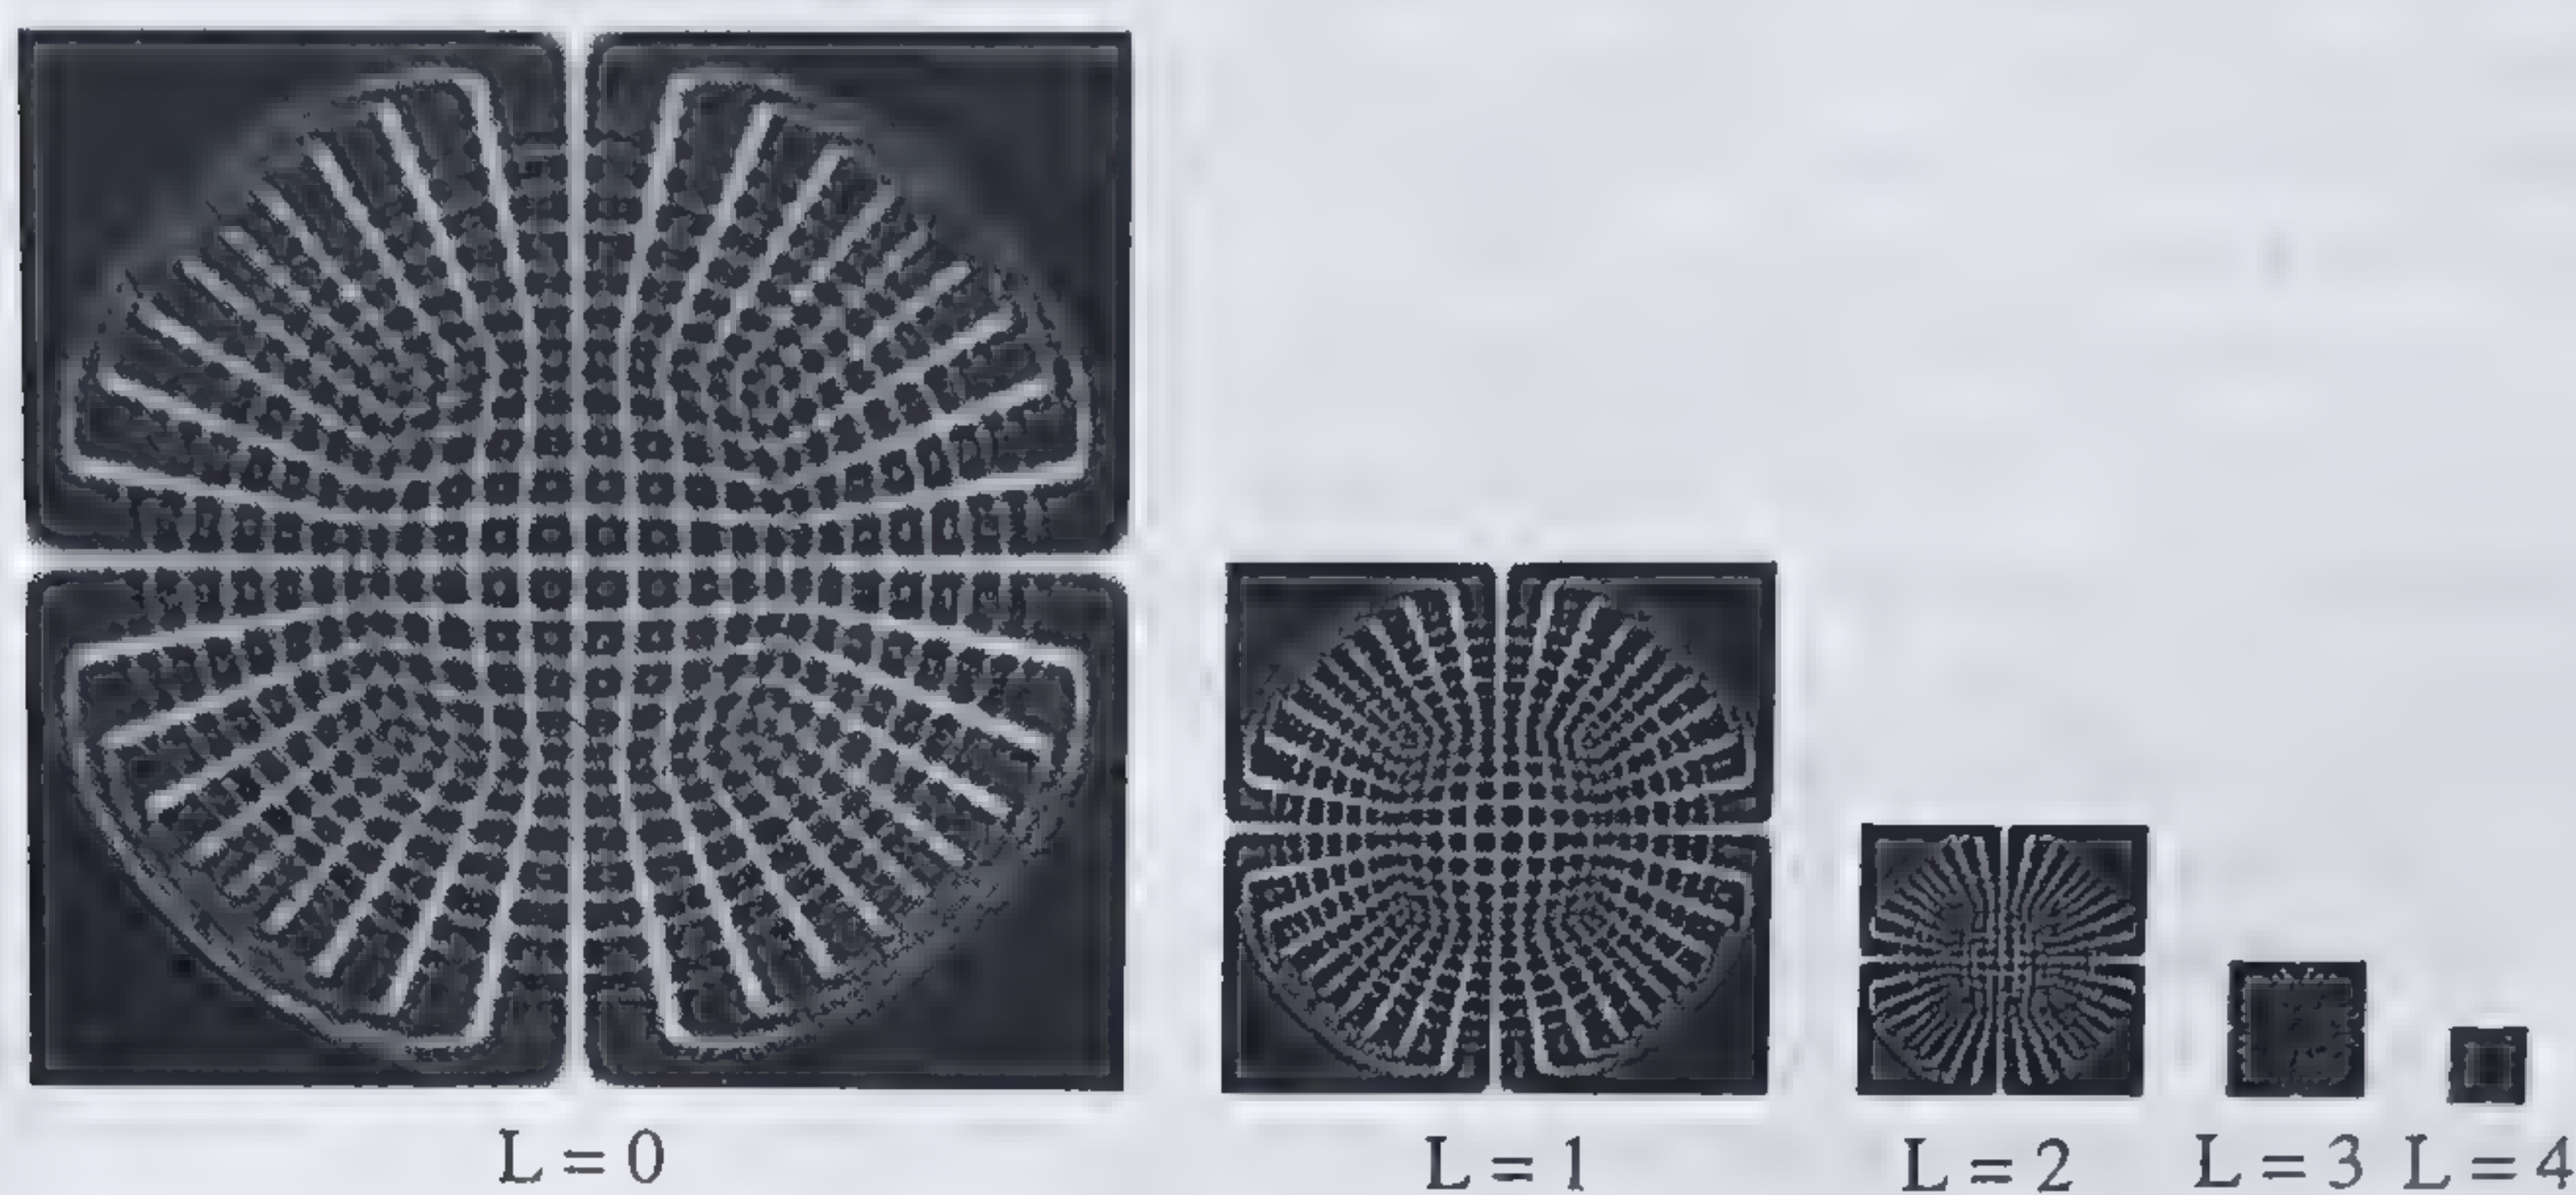 L = 0
L = 1
L = 2
L = 3
L = 4